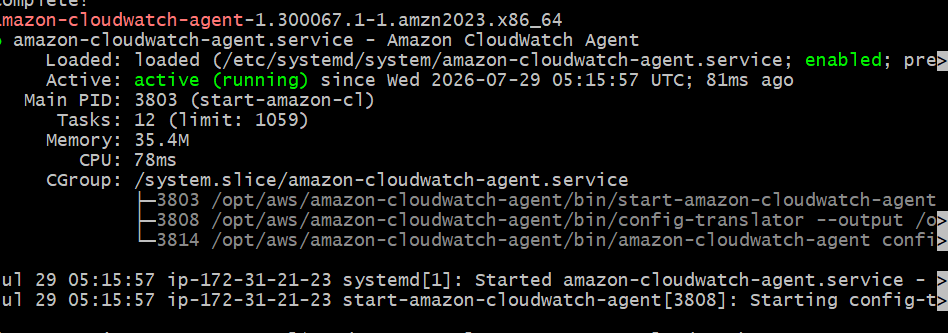 amazon-cloudwatch-agent-1.300067.1-1.amzn2023.x86_64
amazon-cloudwatch-agent.service - Amazon CloudWatch Agent
Loaded: loaded (/etc/systemd/system/amazon-cloudwatch-agent.service; enabled; pre>
Active: active (running) since Wed 2026-07-29 05:15:57 UTC; 81ms ago
Main PID: 3803 (start-amazon-cl)
Tasks: 12 (limit: 1059)
Memory: 35.4M
CPU: 78ms
CGroup: /system.slice/amazon-cloudwatch-agent.service
├─3803 /opt/aws/amazon-cloudwatch-agent/bin/start-amazon-cloudwatch-agent
├─3808 /opt/aws/amazon-cloudwatch-agent/bin/config-translator --output /o>
└─3814 /opt/aws/amazon-cloudwatch-agent/bin/amazon-cloudwatch-agent confi>
ul 29 05:15:57 ip-172-31-21-23 systemd[1]: Started amazon-cloudwatch-agent.service - >
ul 29 05:15:57 ip-172-31-21-23 start-amazon-cloudwatch-agent[3808]: Starting config-t>